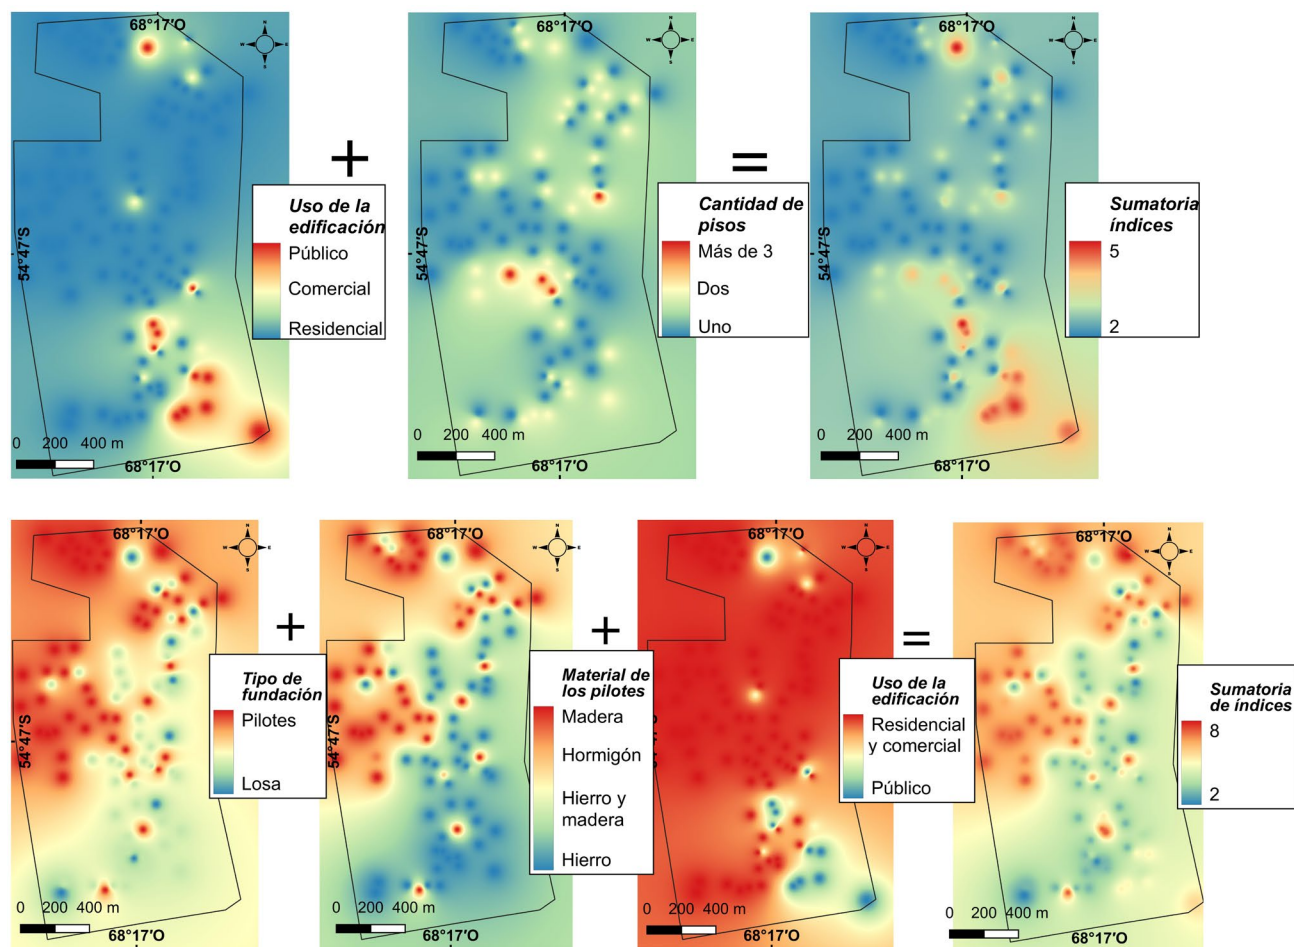 68°17′O
N
W
E
S
54°47′S
Uso de la
edificación
Público
Comercial
Residencial
0 200 400 m
68°17′O
+
68°17′O
N
W
E
S
54°47′S
Cantidad de
pisos
Más de 3
Dos
Uno
0 200 400 m
68°17′O
=
68°17′O
N
W
E
S
54°47′S
Sumatoria
índices
5
2
0 200 400 m
68°17′O
68°17′O
N
W
E
S
54°47′S
Tipo de
fundación
Pilotes
Losa
0 200 400 m
68°17′O
+
68°17′O
N
W
E
S
Material de
los pilotes
Madera
Hormigón
Hierro y
madera
Hierro
0 200 400 m
68°17′O
+
68°17′O
N
W
E
S
Uso de la
edificación
Residencial
y comercial
Público
0 200 400 m
68°17′O
=
68°17′O
N
W
E
S
Sumatoria
de índices
8
2
0 200 400 m
68°17′O